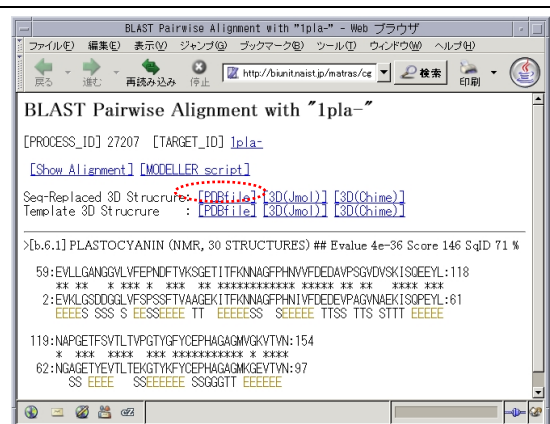 BLAST Pairwise Alignment with "1pla-" - Web ブラウザ
ファイル(F) 編集(E) 表示(V) ジャンプ(G) ブックマーク(B) ツール(T) ウィンドウ(W) ヘルプ(H)
戻る 進む 再読み込み 停止 http://biunit.naist.jp/matras/cg 検索 印刷
BLAST Pairwise Alignment with "1pla-"
[PROCESS_ID] 27207 [TARGET_ID] 1pla-
[Show Alignment] [MODELLER script]
Seq-Replaced 3D Strucrure: [PDBfile] [3D(Jmol)] [3D(Chime)]
Template 3D Strucrure : [PDBfile] [3D(Jmol)] [3D(Chime)]
>[b.6.1] PLASTOCYANIN (NMR, 30 STRUCTURES) ## Evalue 4e-36 Score 146 SqID 71 %
59:EVLLGANGGVLVFEPNDFTVKSGETITFKNNAGFPHNVVFDEDAVPSGVDVSKISQEEYL:118
** ** * *** * *** ** *********** ***** ** ** **** ***
2:EVKLGSDDGGLVFSPSSFTVAAGEKITFKNNAGFPHNIVFDEDEVPAGVNAEKISQPEYL:61
EEEES SSS S EESSEEEE TT EEEEESS SEEEEE TTSS TTS STTT EEEEE
119:NAPGETFSVTLTVPGTYGFYCEPHAGAGMVGKVTVN:154
* *** **** *** *********** * ****
62:NGAGETYEVTLTEKGTYKFYCEPHAGAGMKGEVTVN:97
SS EEEE SSEEEEEE SSGGGTT EEEEEE